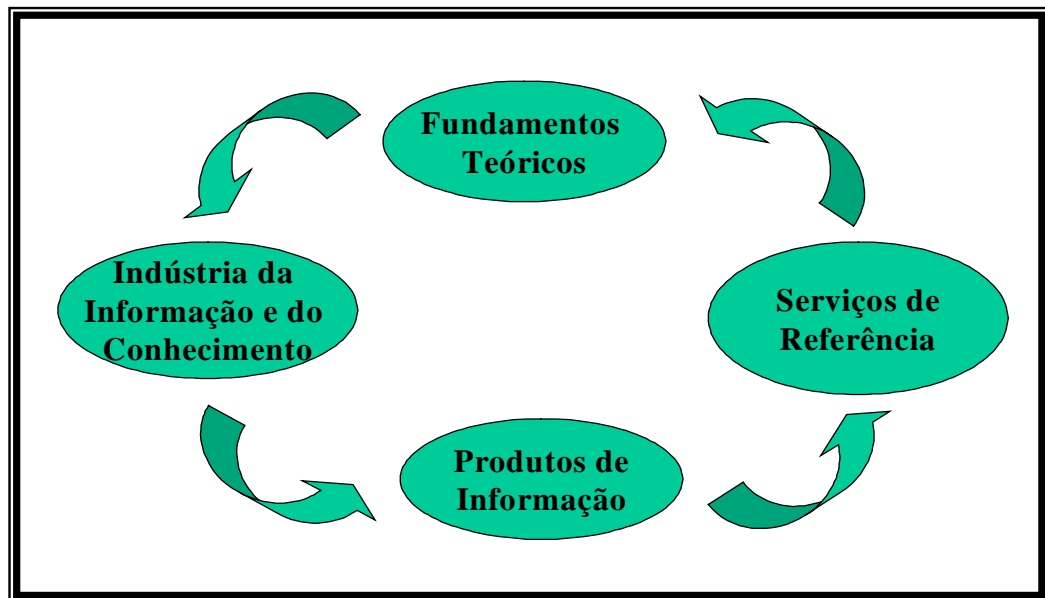 Fundamentos
Teóricos
Indústria da
Informação e do
Conhecimento
Serviços de
Referência
Produtos de
Informação